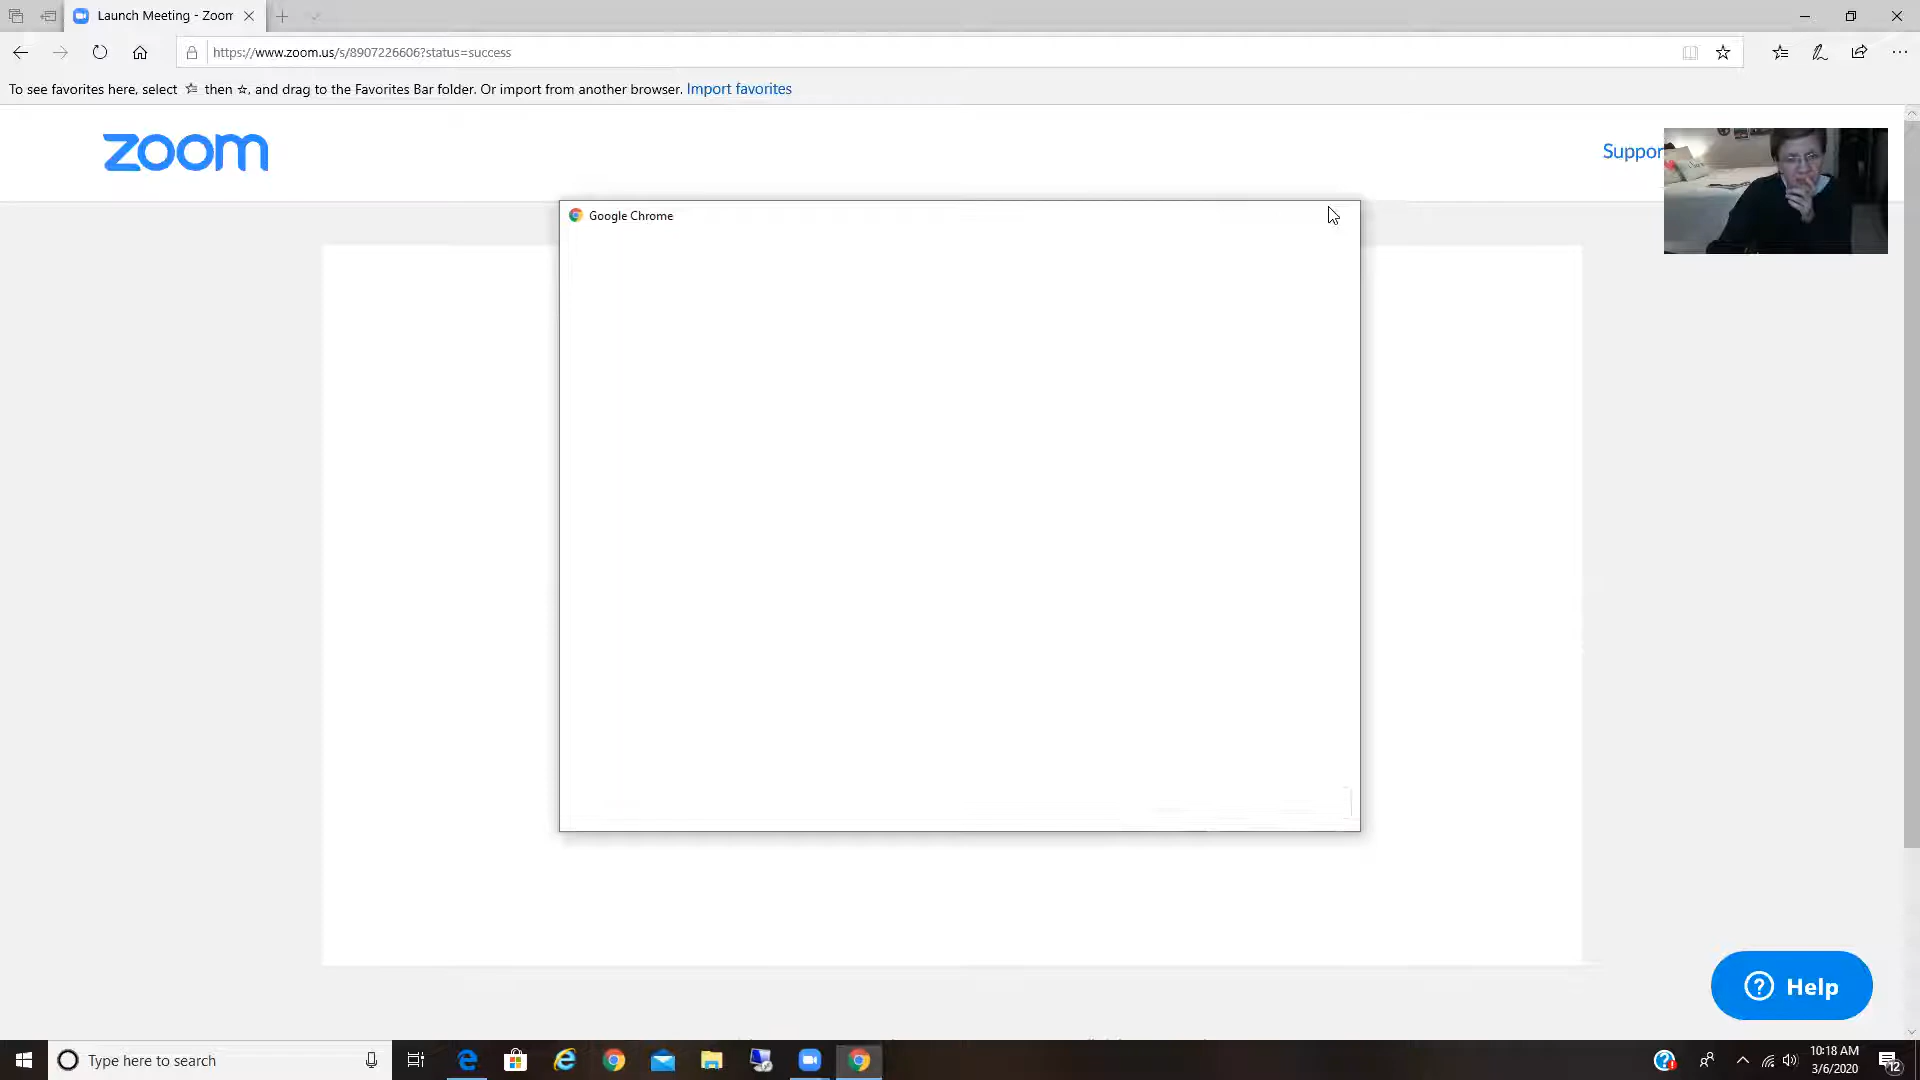 Launch Meeting - Zoom
https://www.zoom.us/s/8907226606?status=success
To see favorites here, select then , and drag to the Favorites Bar folder. Or import from another browser. Import favorites
zoom
Suppor
Google Chrome
Help
Type here to search
10:18 AM
3/6/2020
12